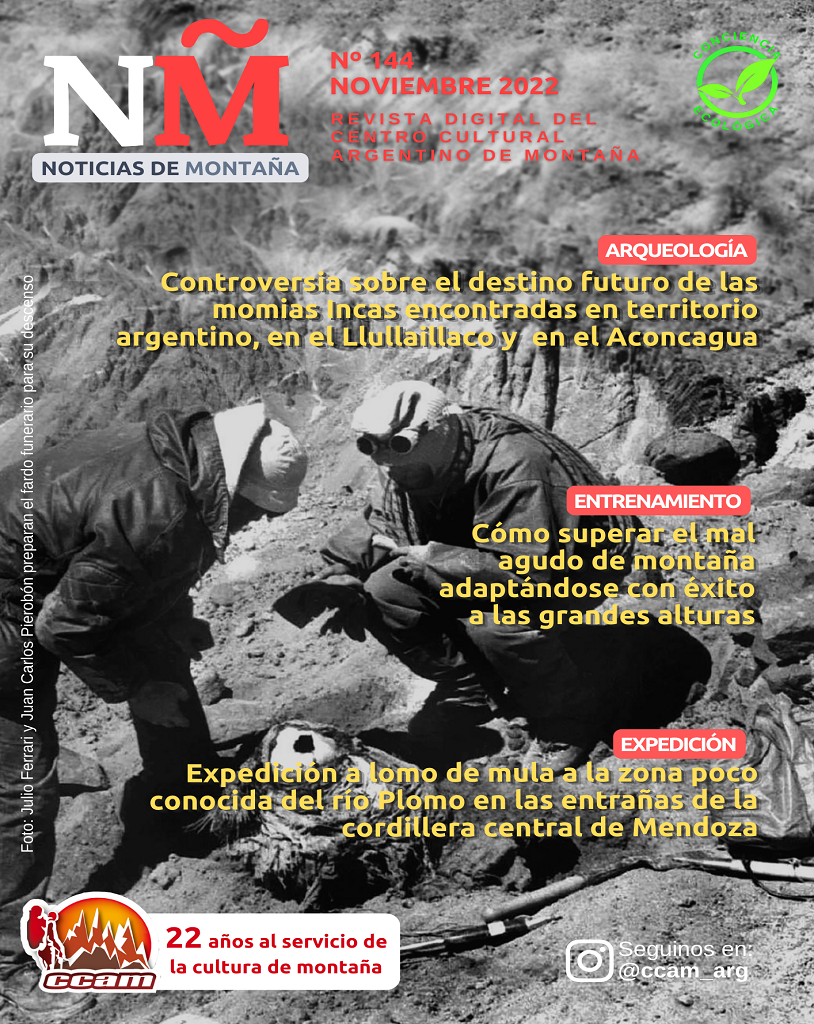 NM̃
NOTICIAS DE MONTAÑA
Nº 144
NOVIEMBRE 2022
REVISTA DIGITAL DEL
CENTRO CULTURAL
ARGENTINO DE MONTAÑA
CONCIENCIA
ECOLÓGICA
ARQUEOLOGÍA
Controversia sobre el destino futuro de las
momias Incas encontradas en territorio
argentino, en el Llullaillaco y en el Aconcagua
ENTRENAMIENTO
Cómo superar el mal
agudo de montaña
adaptándose con éxito
a las grandes alturas
EXPEDICIÓN
Expedición a lomo de mula a la zona poco
conocida del río Plomo en las entrañas de la
cordillera central de Mendoza
Foto: Julio Ferrari y Juan Carlos Pierobón preparan el fardo funerario para su descenso
ccam
22 años al servicio de
la cultura de montaña
Seguinos en:
@ccam_arg